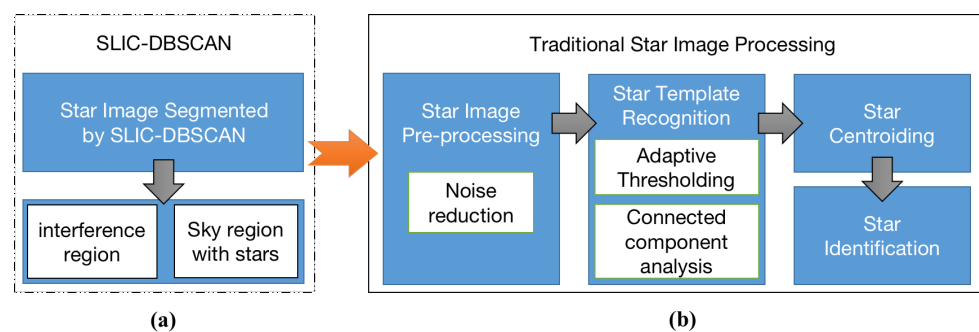 SLIC-DBSCAN
Star Image Segmented
by SLIC-DBSCAN
interference
region
Sky region
with stars
(a)
Traditional Star Image Processing
Star Image
Pre-processing
Noise
reduction
Star Template
Recognition
Adaptive
Thresholding
Connected
component
analysis
Star
Centroiding
Star
Identification
(b)